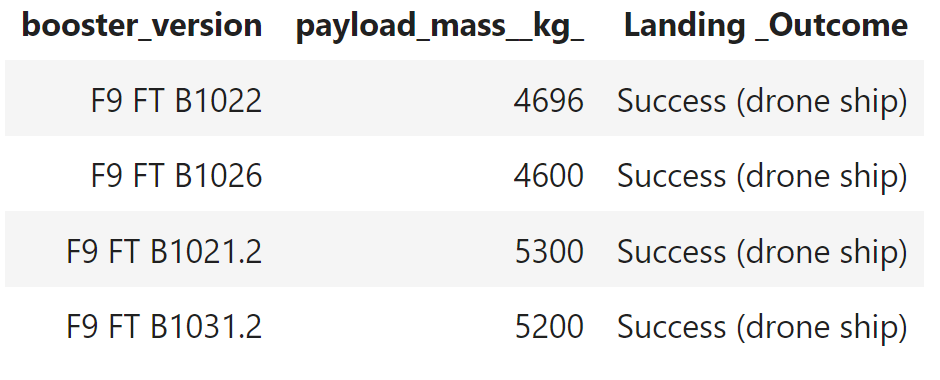 booster_version payload_mass__kg_ Landing _Outcome
F9 FT B1022 4696 Success (drone ship)
F9 FT B1026 4600 Success (drone ship)
F9 FT B1021.2 5300 Success (drone ship)
F9 FT B1031.2 5200 Success (drone ship)